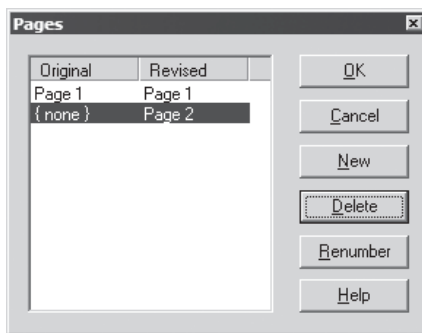 Pages
Original Revised
Page 1 Page 1
{ none } Page 2
OK
Cancel
New
Delete
Renumber
Help